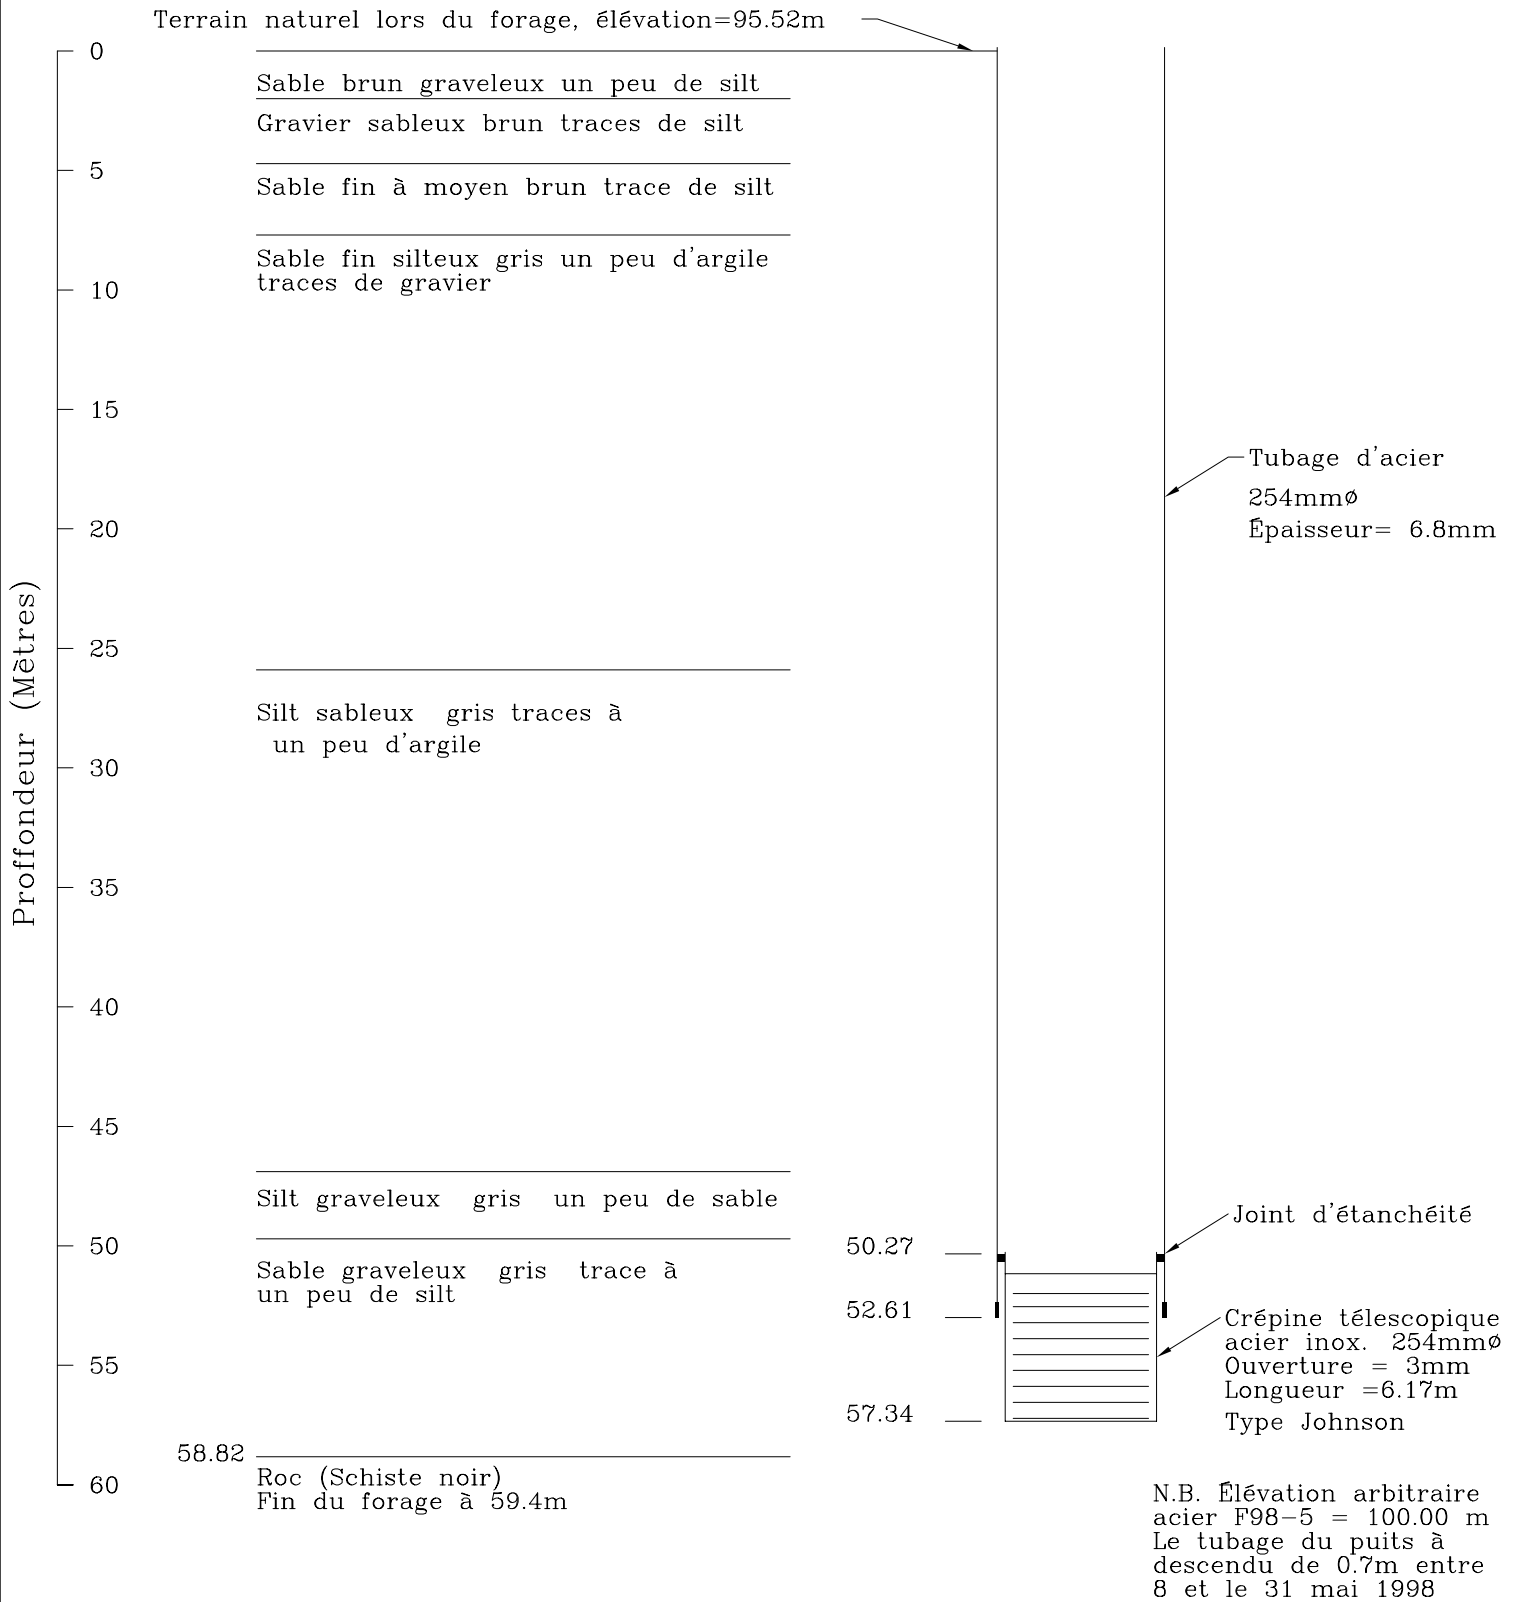 Terrain naturel lors du forage, élévation=95.52m
0
Sable brun graveleux un peu de silt
Gravier sableux brun traces de silt
5
Sable fin à moyen brun trace de silt
Sable fin silteux gris un peu d'argile
traces de gravier
10
15
Tubage d'acier
254mmø
Épaisseur= 6.8mm
20
Proffondeur (Mètres)
25
Silt sableux gris traces à
un peu d'argile
30
35
40
45
Silt graveleux gris un peu de sable
Joint d'étanchéité
50
50.27
Sable graveleux gris trace à
un peu de silt
52.61
Crépine télescopique
acier inox. 254mmø
Ouverture = 3mm
Longueur =6.17m
Type Johnson
55
57.34
58.82
Roc (Schiste noir)
Fin du forage à 59.4m
60
N.B. Élévation arbitraire
acier F98-5 = 100.00 m
Le tubage du puits à
descendu de 0.7m entre
8 et le 31 mai 1998